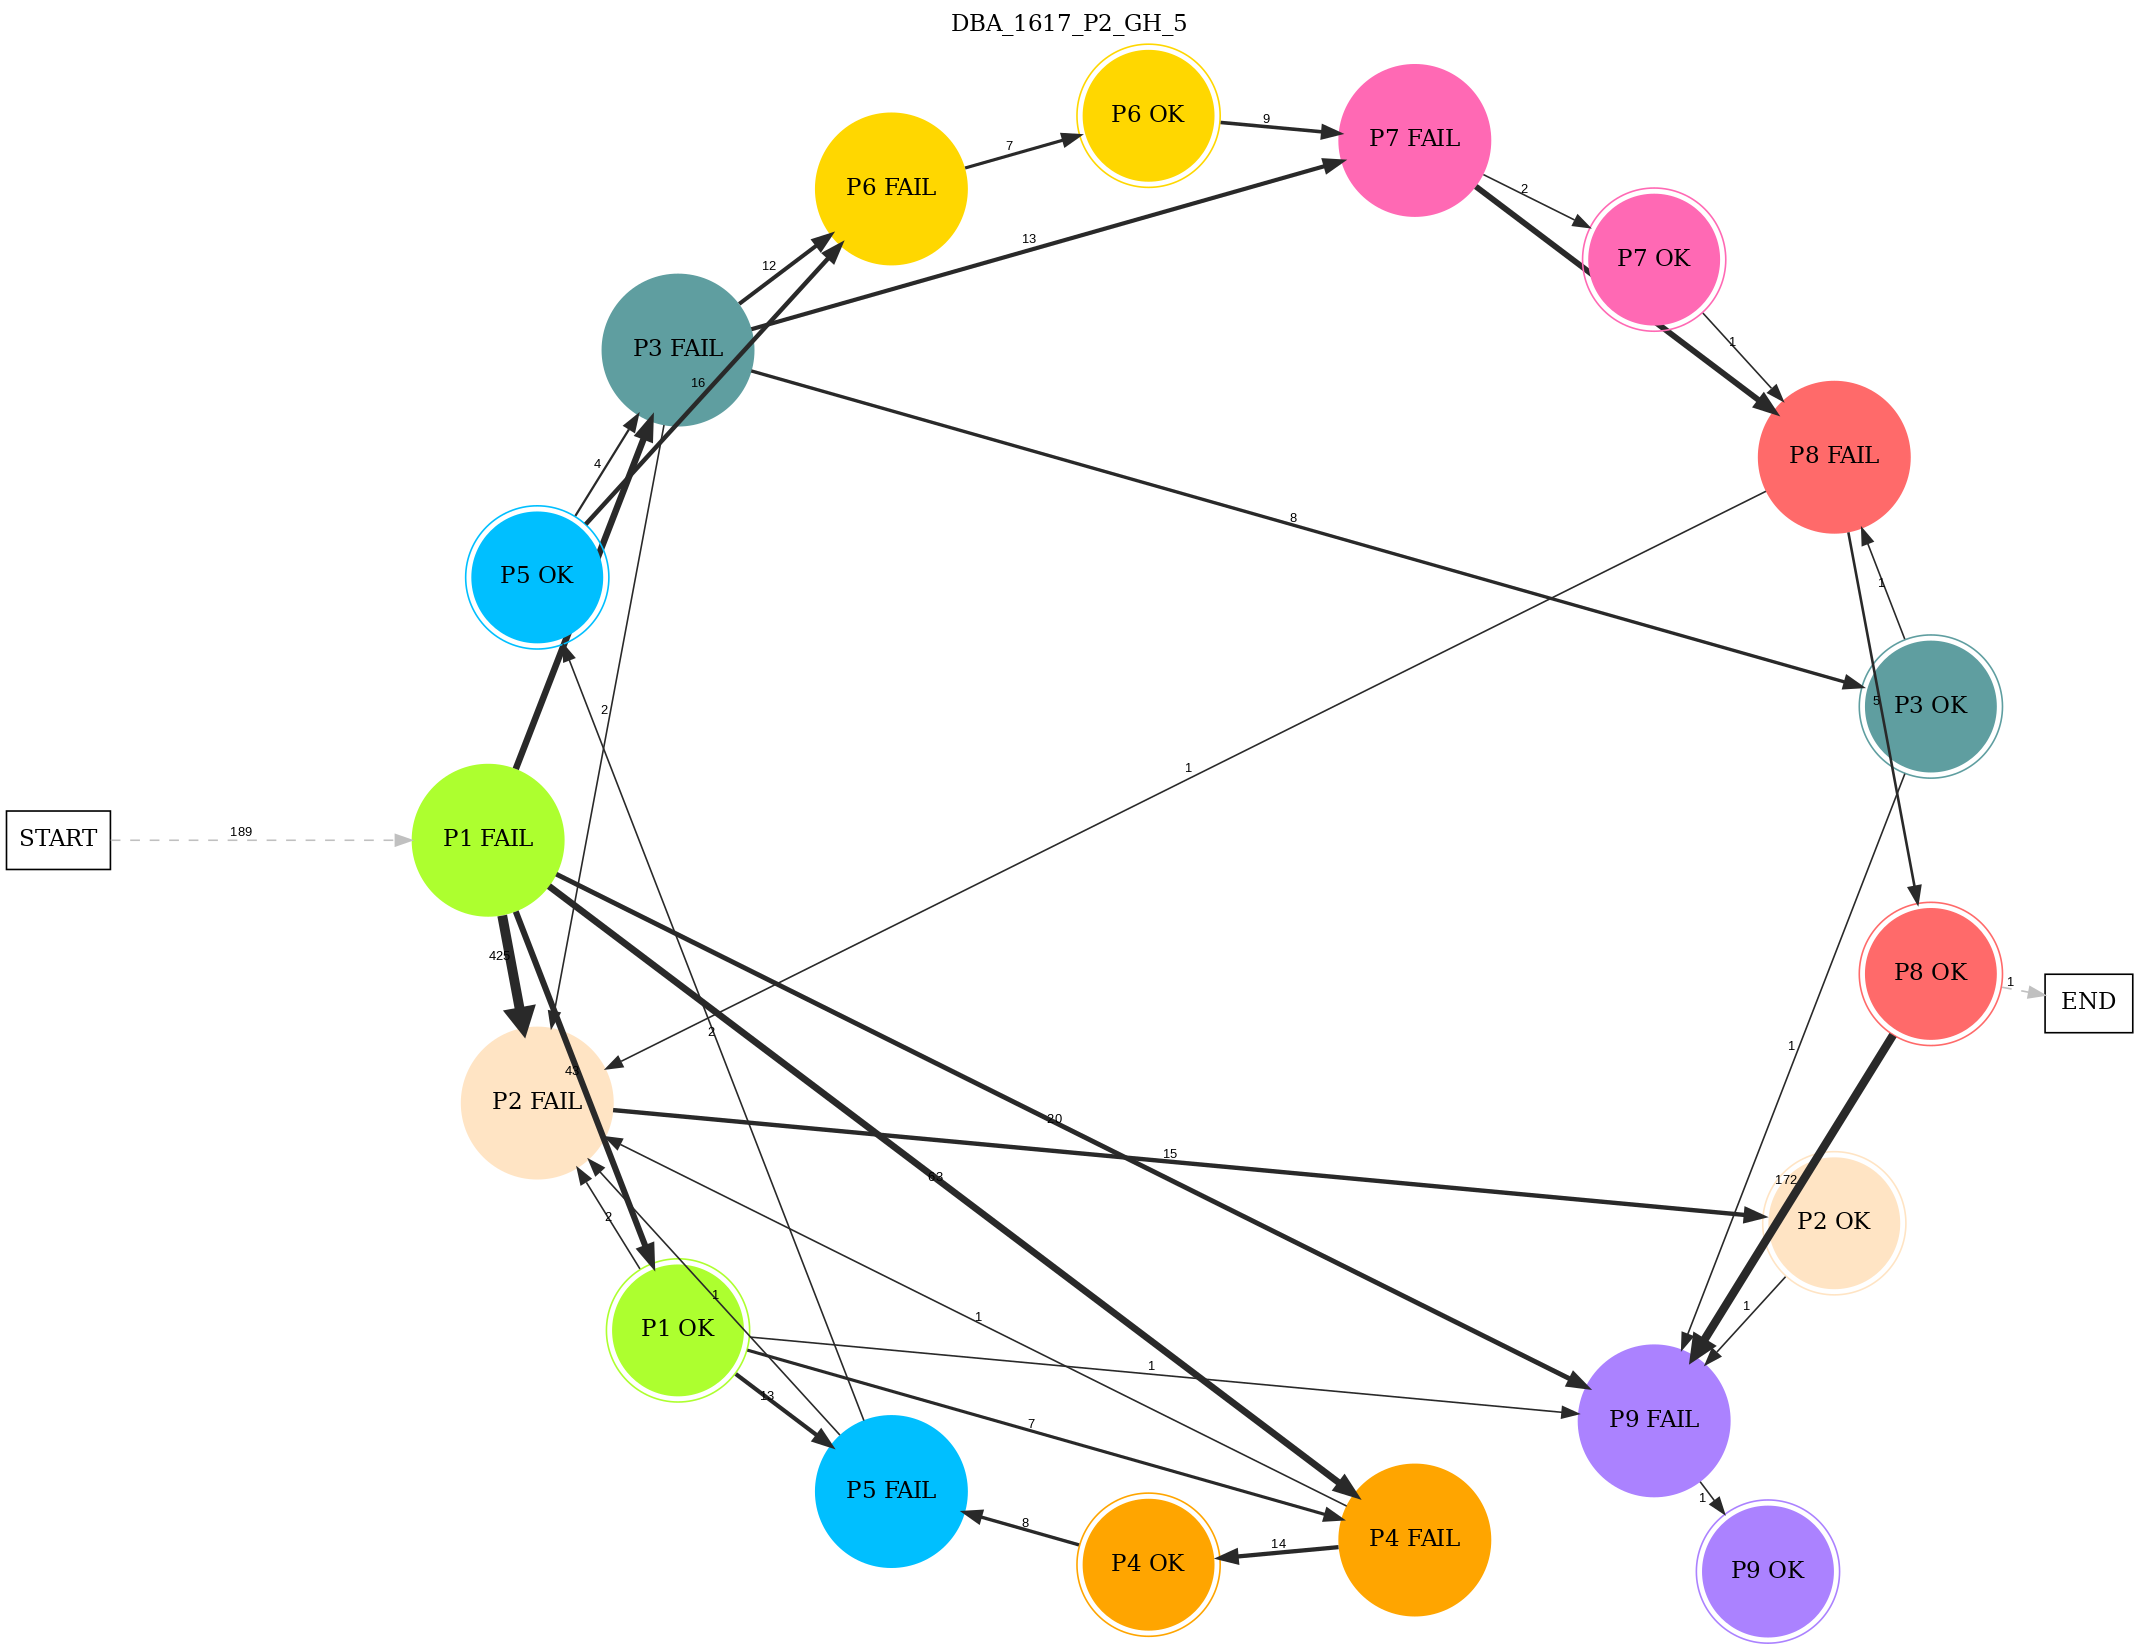 DBA_1617_P2_GH_5
P6 OK
9
P7 FAIL
7
P6 FAIL
2
13
P7 OK
12
1
P3 FAIL
16
P8 FAIL
4
8
P5 OK
1
2
5
P3 OK
1
START
189
P1 FAIL
425
2
P8 OK
1
END
1
43
P2 FAIL
20
15
63
172
P2 OK
2
1
1
1
P1 OK
1
13
7
P9 FAIL
P5 FAIL
1
8
14
P4 FAIL
P4 OK
P9 OK